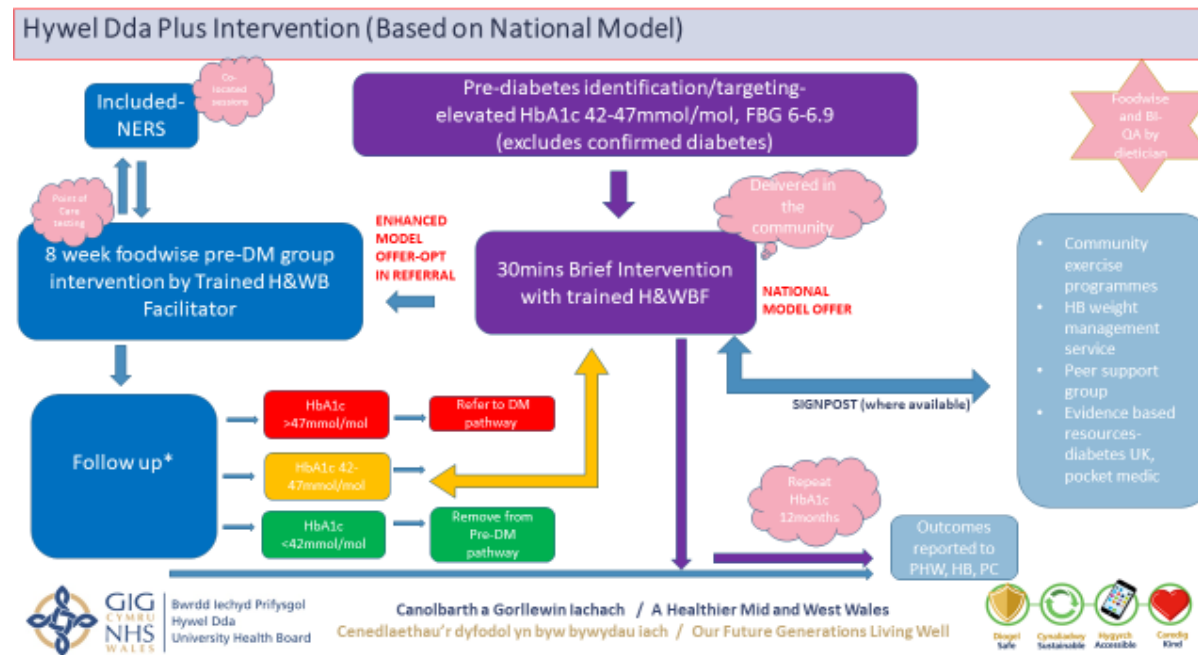 Hywel Dda Plus Intervention (Based on National Model)
Included-
NERS
Co-
located
sessions
Pre-diabetes identification/targeting-
elevated HbA1c 42-47mmol/mol, FBG 6-6.9
(excludes confirmed diabetes)
Foodwise
and BI-
QA by
dietician
Point of
Care
testing
Delivered in
the
community
8 week foodwise pre-DM group
intervention by Trained H&WB
Facilitator
ENHANCED
MODEL
OFFER-OPT
IN REFERRAL
30mins Brief Intervention
with trained H&WBF
NATIONAL
MODEL OFFER
• Community
exercise
programmes
• HB weight
management
service
• Peer support
group
• Evidence based
resources-
diabetes UK,
pocket medic
SIGNPOST (where available)
Follow up*
HbA1c
>47mmol/mol
Refer to DM
pathway
HbA1c 42-
47mmol/mol
HbA1c
<42mmol/mol
Remove from
Pre-DM
pathway
Repeat
HbA1c
12months
Outcomes
reported to
PHW, HB, PC
GIG
CYMRU
NHS
WALES
Bwrdd Iechyd Prifysgol
Hywel Dda
University Health Board
Canolbarth a Gorllewin Iachach / A Healthier Mid and West Wales
Cenedlaethau'r dyfodol yn byw bywydau iach / Our Future Generations Living Well
Diogel
Safe
Cynaliadwy
Sustainable
Hygyrch
Accessible
Caredig
Kind